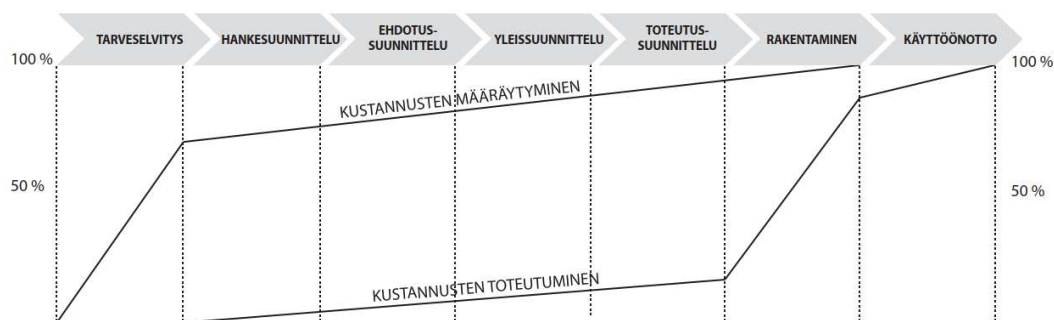 TARVESELVITYS
HANKESUUNNITTELU
EHDOTUS-
SUUNNITTELU
YLEISSUUNNITTELU
TOTEUTUS-
SUUNNITTELU
RAKENTAMINEN
KÄYTTÖÖNOTTO
100 %
100 %
KUSTANNUSTEN MÄÄRÄYTYMINEN
50 %
50 %
KUSTANNUSTEN TOTEUTUMINEN